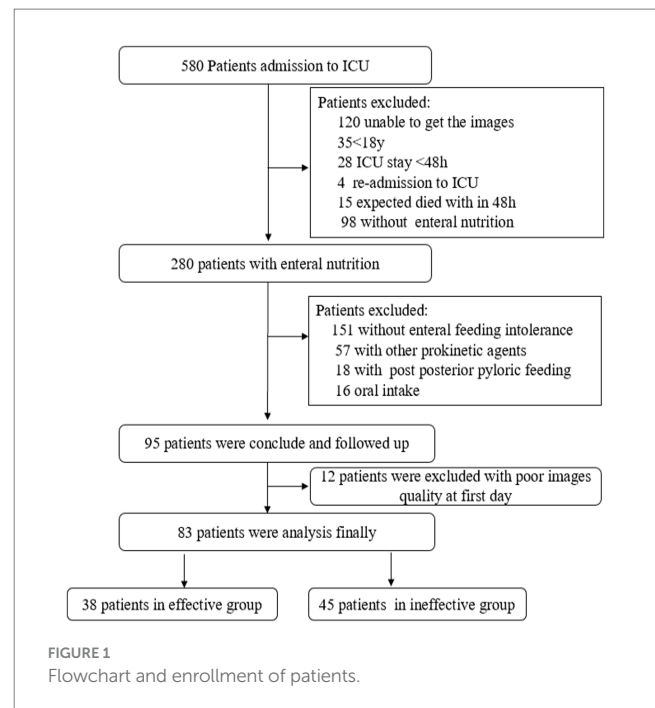 580 Patients admission to ICU
Patients excluded:
120 unable to get the images
35<18y
28 ICU stay <48h
4 re-admission to ICU
15 expected died with in 48h
98 without enteral nutrition
280 patients with enteral nutrition
Patients excluded:
151 without enteral feeding intolerance
57 with other prokinetic agents
18 with post posterior pyloric feeding
16 oral intake
95 patients were conclude and followed up
12 patients were excluded with poor images
quality at first day
83 patients were analysis finally
38 patients in effective group
45 patients in ineffective group
FIGURE 1
Flowchart and enrollment of patients.